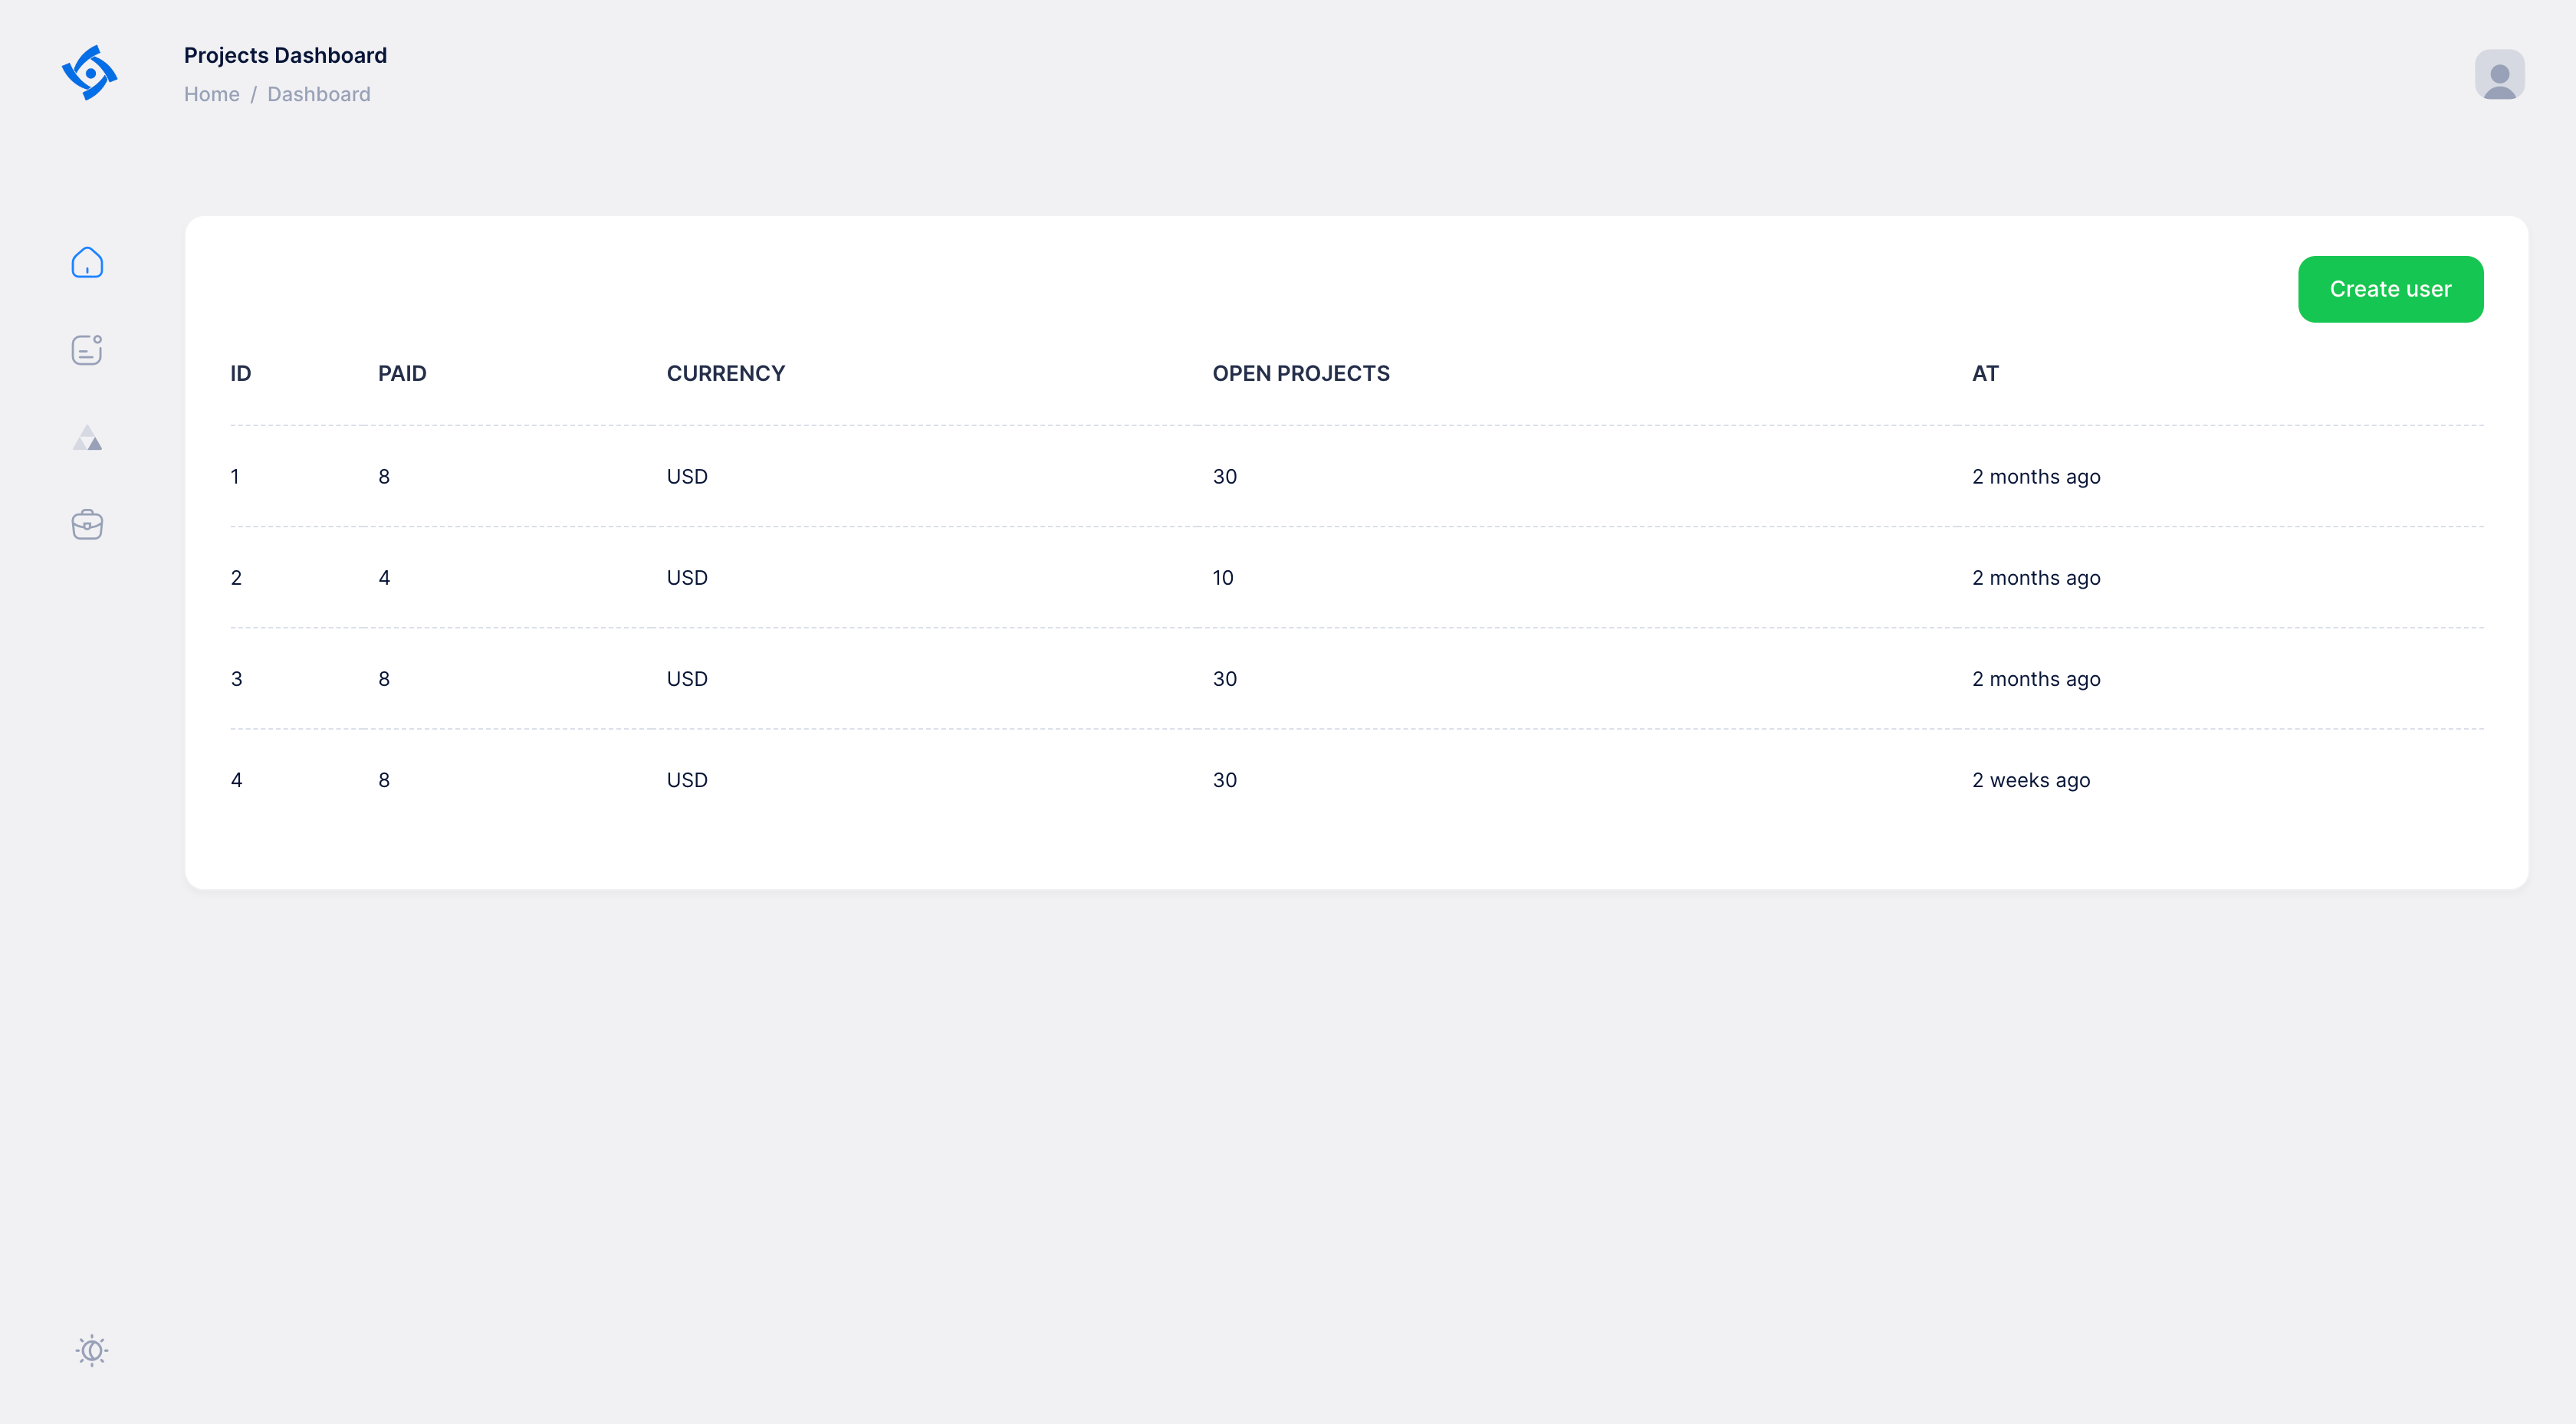 Projects Dashboard
Home / Dashboard
Create user
ID PAID CURRENCY OPEN PROJECTS AT
1 8 USD 30 2 months ago
2 4 USD 10 2 months ago
3 8 USD 30 2 months ago
4 8 USD 30 2 weeks ago